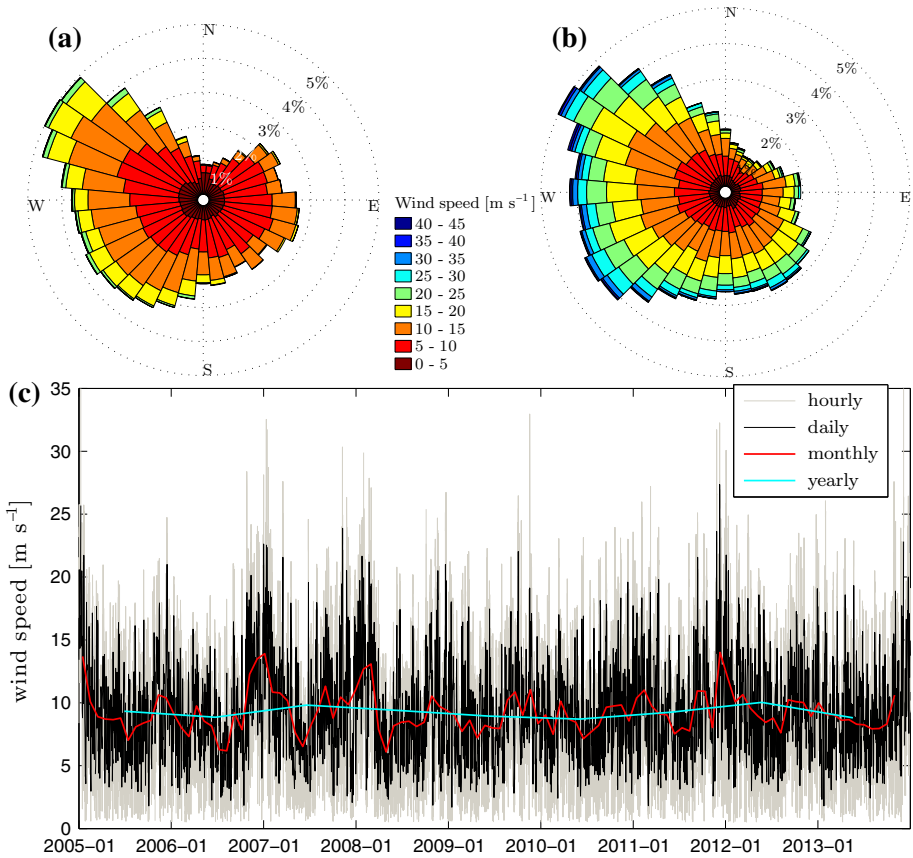 (a)
N
5%
4%
3%
2%
1%
W
E
S
(b)
N
5%
4%
3%
2%
W
E
S
Wind speed [m s⁻¹]
40 - 45
35 - 40
30 - 35
25 - 30
20 - 25
15 - 20
10 - 15
5 - 10
0 - 5
(c)
wind speed [m s⁻¹]
35
30
25
20
15
10
5
0
hourly
daily
monthly
yearly
2005-01
2006-01
2007-01
2008-01
2009-01
2010-01
2011-01
2012-01
2013-01